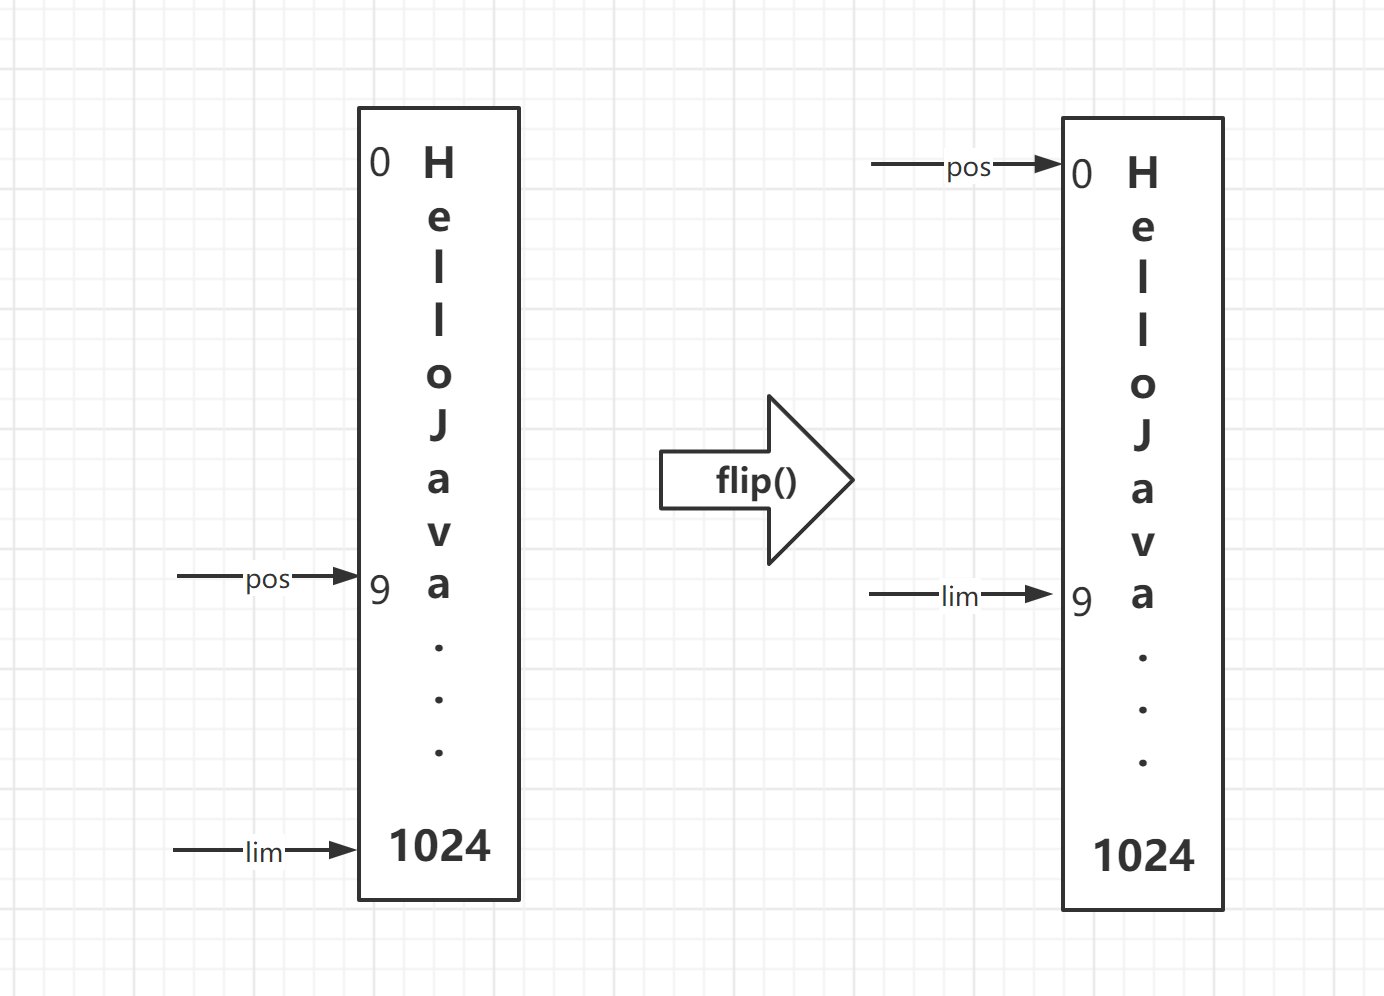 0 H
e
l
l
o
J
a
v
pos 9 a
.
.
.
lim 1024
flip()
pos 0 H
e
l
l
o
J
a
v
lim 9 a
.
.
.
1024